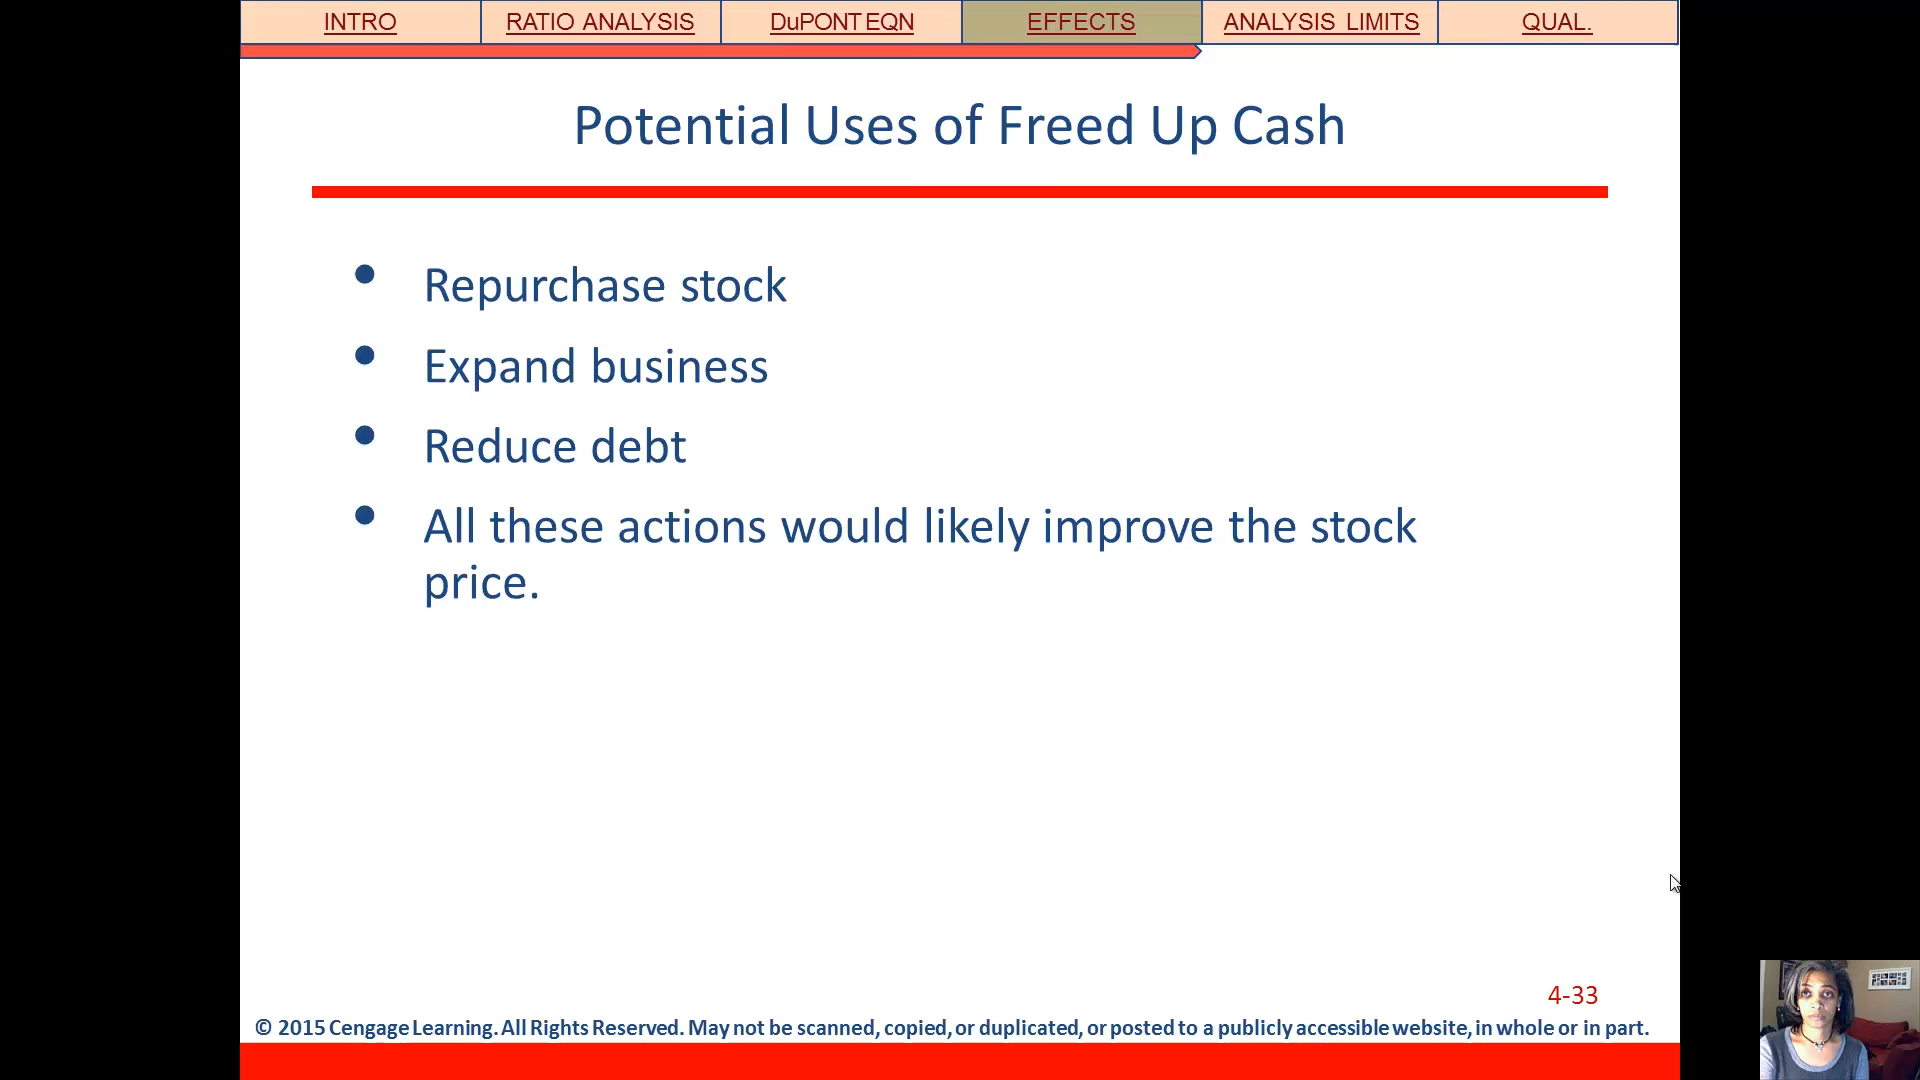 INTRO
RATIO ANALYSIS
DuPONT EQN
EFFECTS
ANALYSIS LIMITS
QUAL.
Potential Uses of Freed Up Cash
• Repurchase stock
• Expand business
• Reduce debt
• All these actions would likely improve the stock
price.
4-33
© 2015 Cengage Learning. All Rights Reserved. May not be scanned, copied, or duplicated, or posted to a publicly accessible website, in whole or in part.